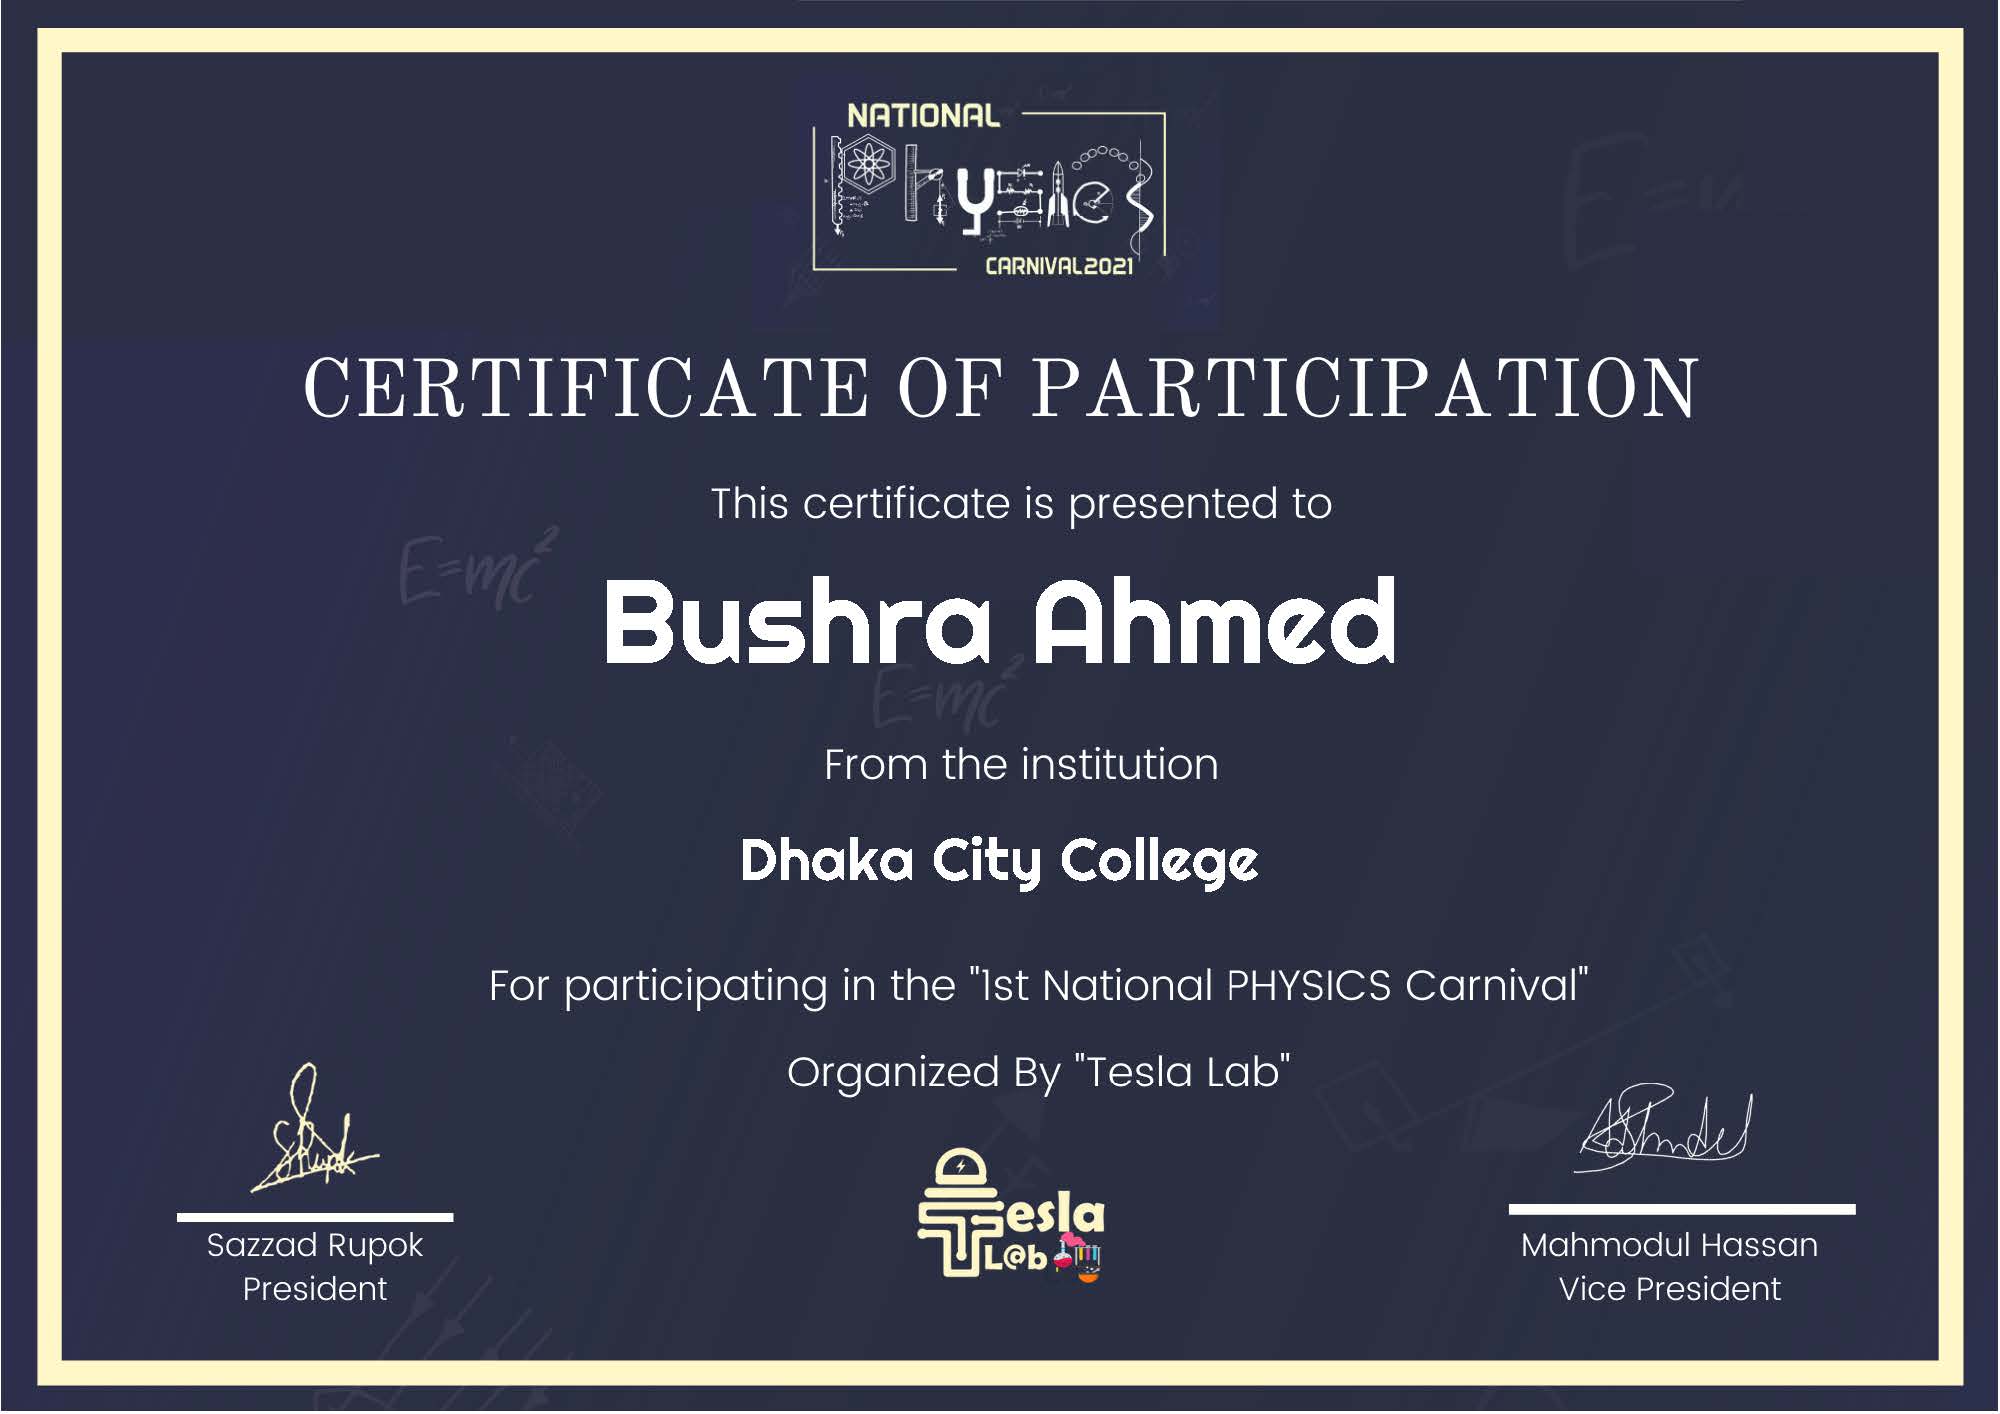 NATIONAL
Physics
CARNIVAL2021
CERTIFICATE OF PARTICIPATION
This certificate is presented to
E=m
E=mc²
Bushra Ahmed
E=mc²
From the institution
Dhaka City College
For participating in the "1st National PHYSICS Carnival"
Organized By "Tesla Lab"
Tesla
L@b
Sazzad Rupok
President
Mahmodul Hassan
Vice President